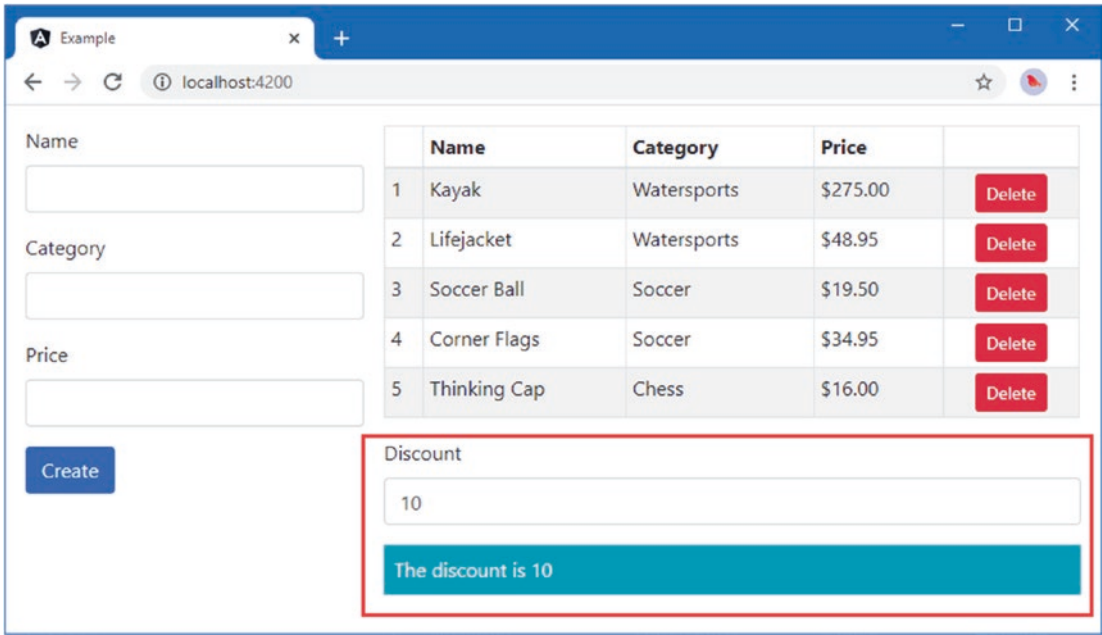 Example
localhost:4200
Name
Category
Price
Create
Name Category Price
1 Kayak Watersports $275.00 Delete
2 Lifejacket Watersports $48.95 Delete
3 Soccer Ball Soccer $19.50 Delete
4 Corner Flags Soccer $34.95 Delete
5 Thinking Cap Chess $16.00 Delete
Discount
10
The discount is 10